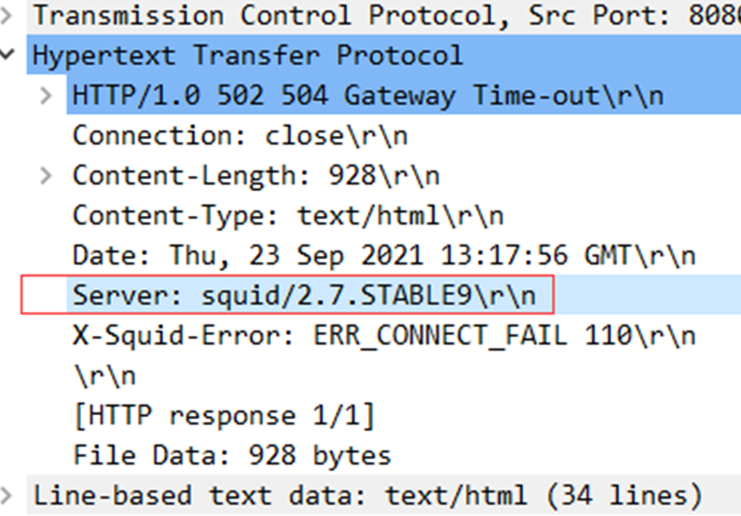 Transmission Control Protocol, Src Port: 808
Hypertext Transfer Protocol
HTTP/1.0 502 504 Gateway Time-out\r\n
Connection: close\r\n
Content-Length: 928\r\n
Content-Type: text/html\r\n
Date: Thu, 23 Sep 2021 13:17:56 GMT\r\n
Server: squid/2.7.STABLE9\r\n
X-Squid-Error: ERR_CONNECT_FAIL 110\r\n
\r\n
[HTTP response 1/1]
File Data: 928 bytes
Line-based text data: text/html (34 lines)